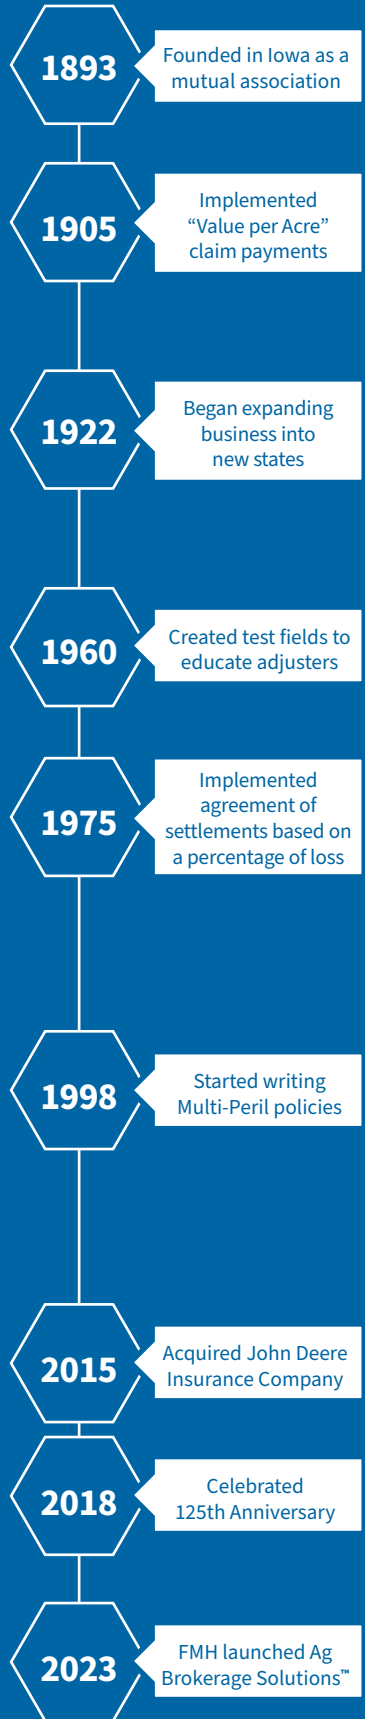 1893
Founded in Iowa as a
mutual association
1905
Implemented
“Value per Acre”
claim payments
1922
Began expanding
business into
new states
1960
Created test fields to
educate adjusters
1975
Implemented
agreement of
settlements based on
a percentage of loss
1998
Started writing
Multi-Peril policies
2015
Acquired John Deere
Insurance Company
2018
Celebrated
125th Anniversary
2023
FMH launched Ag
Brokerage Solutions™